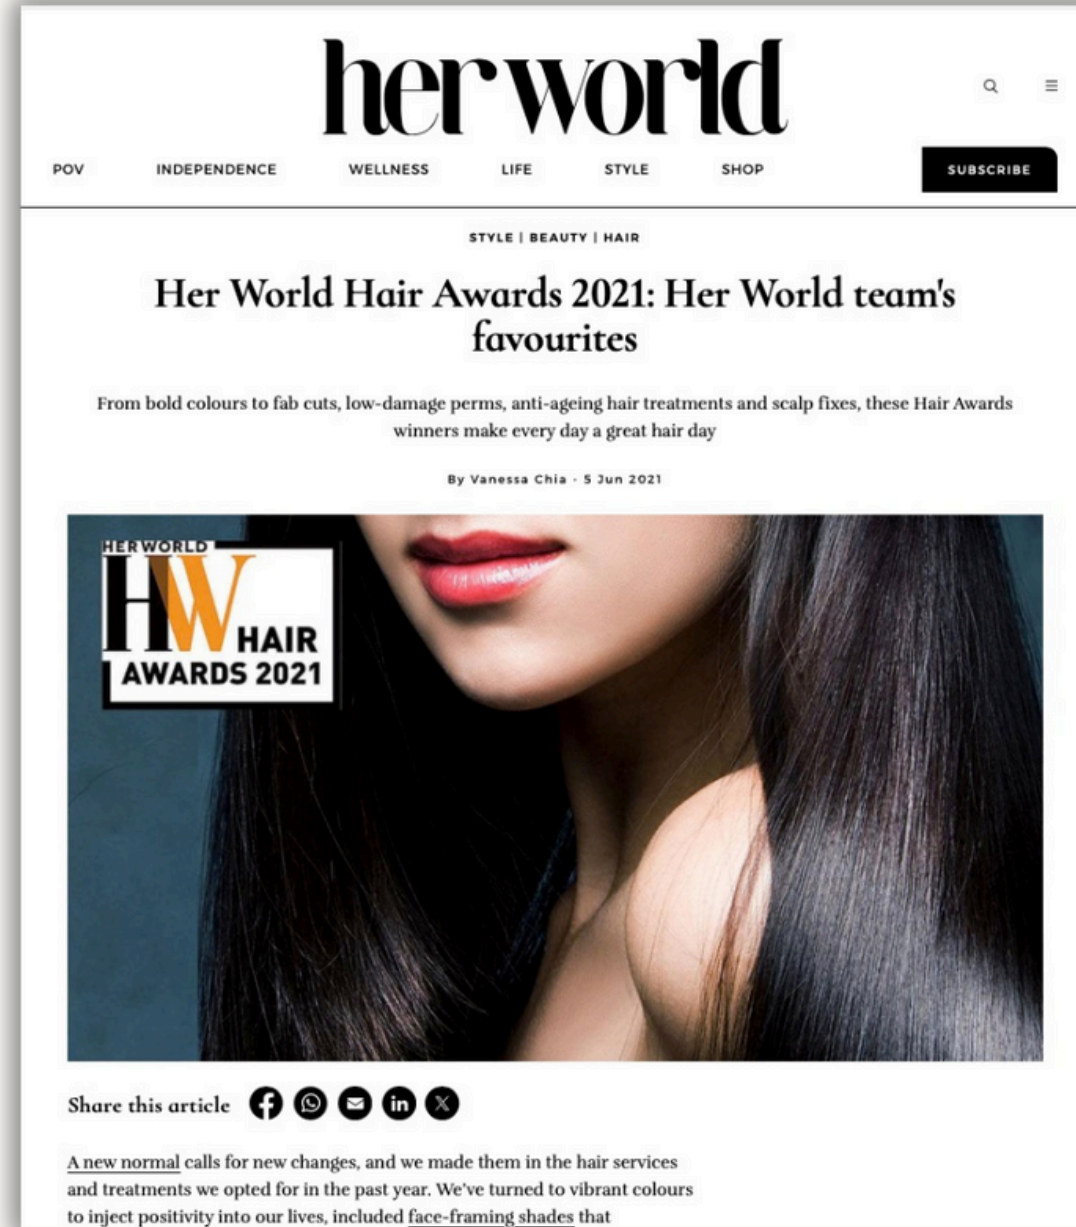 her world
POV INDEPENDENCE WELLNESS LIFE STYLE SHOP SUBSCRIBE
STYLE | BEAUTY | HAIR
Her World Hair Awards 2021: Her World team's
favourites
From bold colours to fab cuts, low-damage perms, anti-ageing hair treatments and scalp fixes, these Hair Awards
winners make every day a great hair day
By Vanessa Chia - 5 Jun 2021
HERWORLD
HW HAIR
AWARDS 2021
Share this article
A new normal calls for new changes, and we made them in the hair services
and treatments we opted for in the past year. We've turned to vibrant colours
to inject positivity into our lives, included face-framing shades that